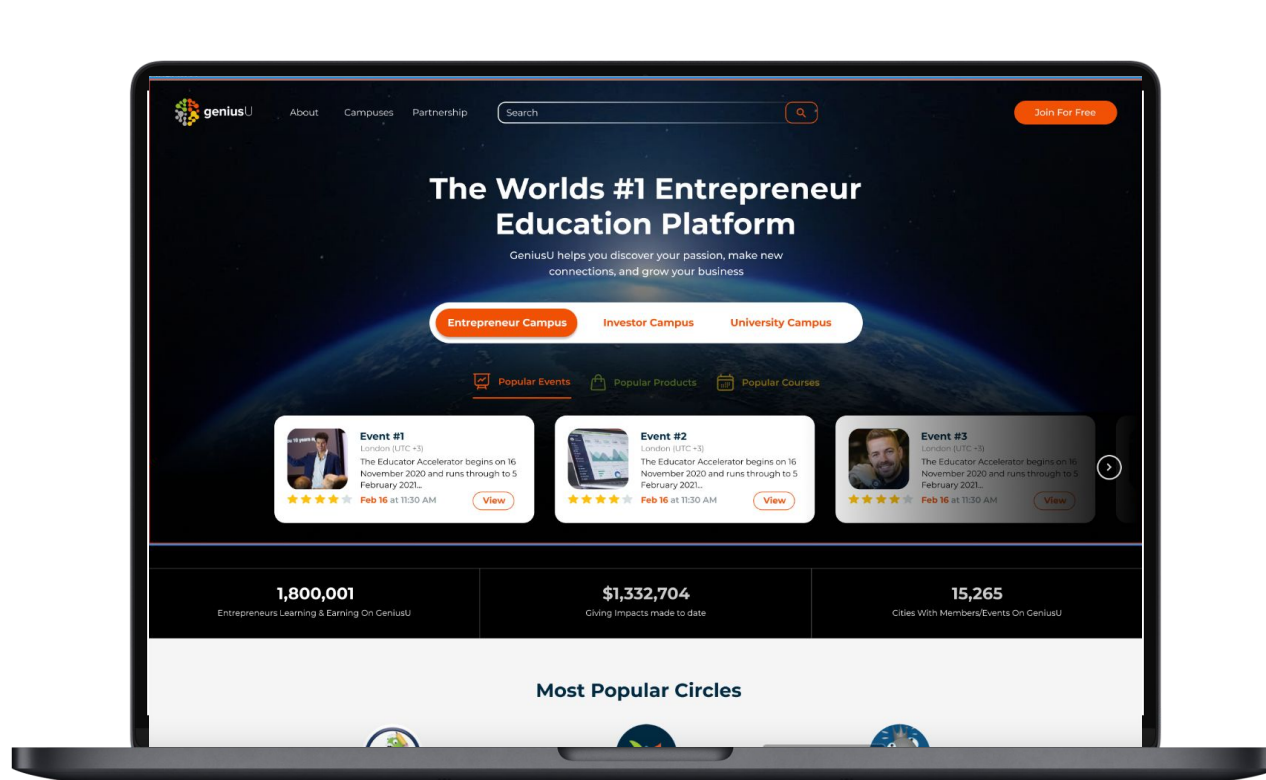 geniusU
About
Campuses
Partnership
Search
Join For Free
The Worlds #1 Entrepreneur
Education Platform
GeniusU helps you discover your passion, make new
connections, and grow your business
Entrepreneur Campus
Investor Campus
University Campus
Popular Events
Popular Products
Popular Courses
Event #1
London (UTC +3)
The Educator Accelerator begins on 16
November 2020 and runs through to 5
February 2021...
Feb 16 at 11:30 AM
View
Event #2
London (UTC +3)
The Educator Accelerator begins on 16
November 2020 and runs through to 5
February 2021...
Feb 16 at 11:30 AM
View
Event #3
London (UTC +3)
The Educator Accelerator begins on 16
November 2020 and runs through to 5
February 2021...
Feb 16 at 11:30 AM
View
1,800,001
Entrepreneurs Learning & Earning On GeniusU
$1,332,704
Giving Impacts made to date
15,265
Cities With Members/Events On GeniusU
Most Popular Circles